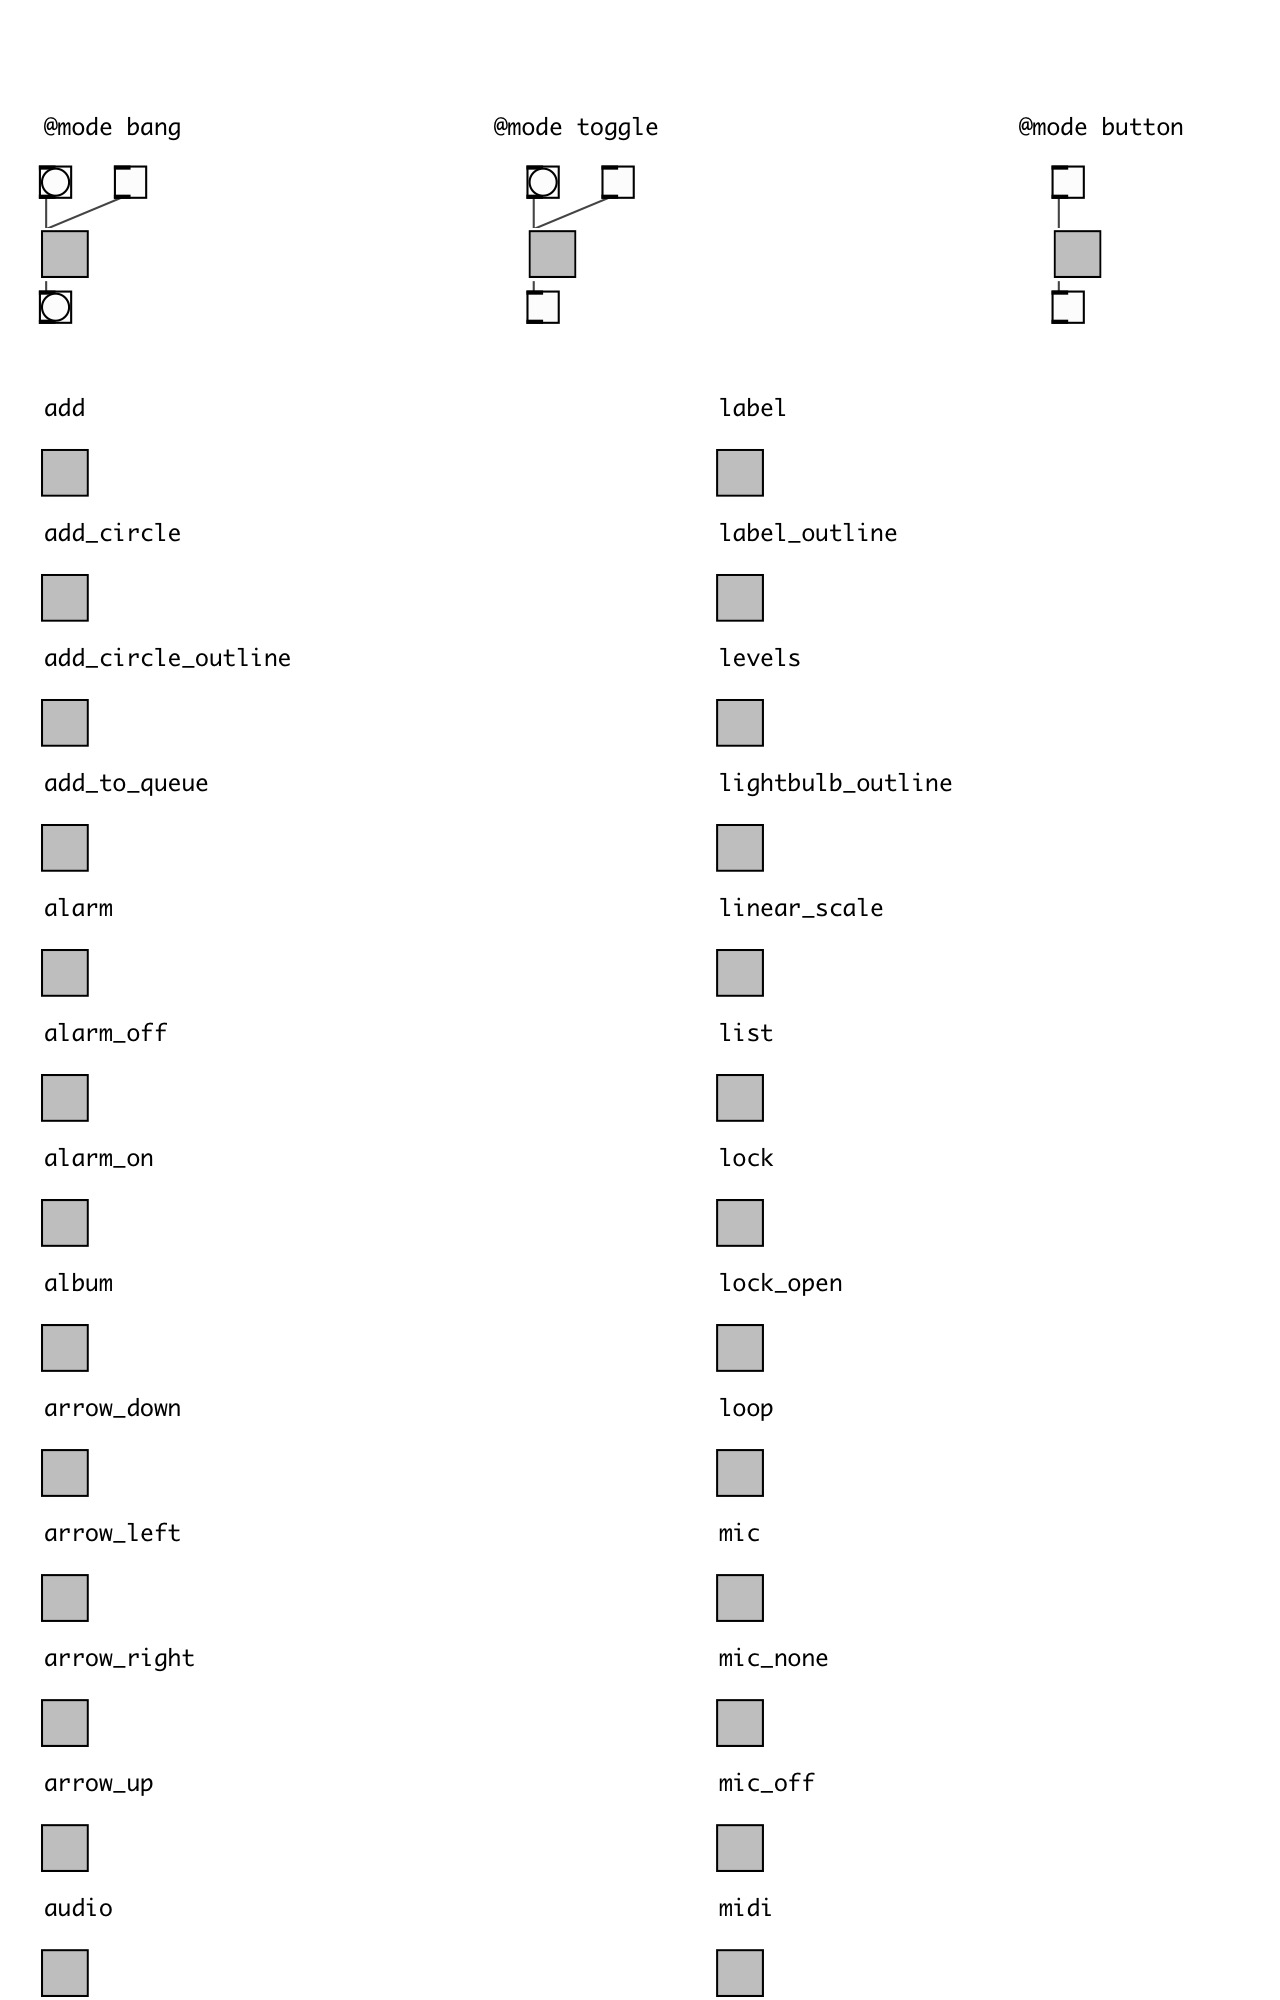 @mode bang
@mode toggle
@mode button
add
label
add_circle
label_outline
add_circle_outline
levels
add_to_queue
lightbulb_outline
alarm
linear_scale
alarm_off
list
alarm_on
lock
album
lock_open
arrow_down
loop
arrow_left
mic
arrow_right
mic_none
arrow_up
mic_off
audio
midi